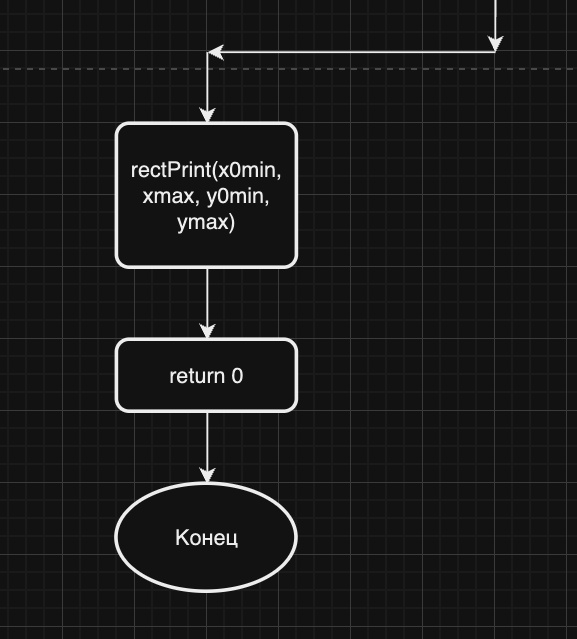 rectPrint(x0min,
xmax, y0min,
ymax)
return 0
Конец